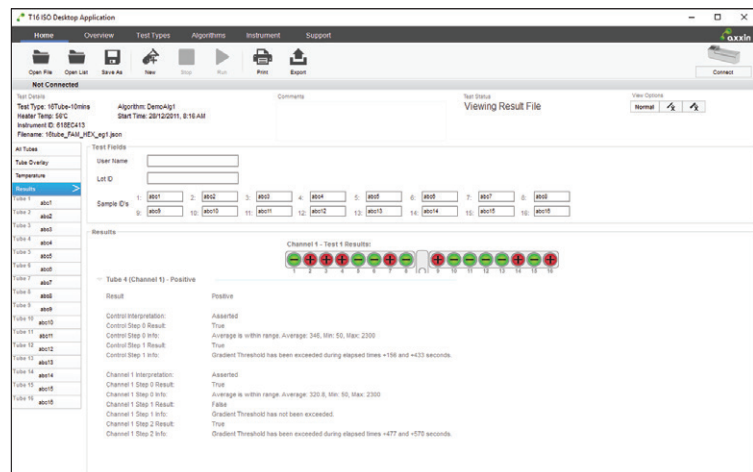 T16 ISO Desktop Application
Home Overview Test Types Algorithms Instrument Support
axxin
Open File Open List Save As New Stop Run Print Export
Connect
Not Connected
Test Details
Test Type: 16Tube-10mins Algorithm: DemoAlg1
Heater Temp: 56'C Start Time: 28/12/2011, 8:16 AM
Instrument ID: 618EC413
Filename: 16tube_FAM_HEX_eg1.json
Comments
Test Status
Viewing Result File
View Options
Normal
All Tubes
Tube Overlay
Temperature
Results >
Tube 1 abc1
Tube 2 abc2
Tube 3 abc3
Tube 4 abc4
Tube 5 abc5
Tube 6 abc6
Tube 7 abc7
Tube 8 abc8
Tube 9 abc9
Tube 10 abc10
Tube 11 abc11
Tube 12 abc12
Tube 13 abc13
Tube 14 abc14
Tube 15 abc15
Tube 16 abc16
Test Fields
User Name
Lot ID
Sample ID's
1: abc1 2: abc2 3: abc3 4: abc4 5: abc5 6: abc6 7: abc7 8: abc8
9: abc9 10: abc10 11: abc11 12: abc12 13: abc13 14: abc14 15: abc15 16: abc16
Results
Channel 1 - Test 1 Results:
1 2 3 4 5 6 7 8 9 10 11 12 13 14 15 16
Tube 4 (Channel 1) - Positive
Result Positive
Control Interpretation: Asserted
Control Step 0 Result: True
Control Step 0 Info: Average is within range. Average: 346, Min: 50, Max: 2300
Control Step 1 Result: True
Control Step 1 Info: Gradient Threshold has been exceeded during elapsed times +156 and +433 seconds.
Channel 1 Interpretation: Asserted
Channel 1 Step 0 Result: True
Channel 1 Step 0 Info: Average is within range. Average: 320.6, Min: 50, Max: 2300
Channel 1 Step 1 Result: False
Channel 1 Step 1 Info: Gradient Threshold has not been exceeded.
Channel 1 Step 2 Result: True
Channel 1 Step 2 Info: Gradient Threshold has been exceeded during elapsed times +477 and +570 seconds.